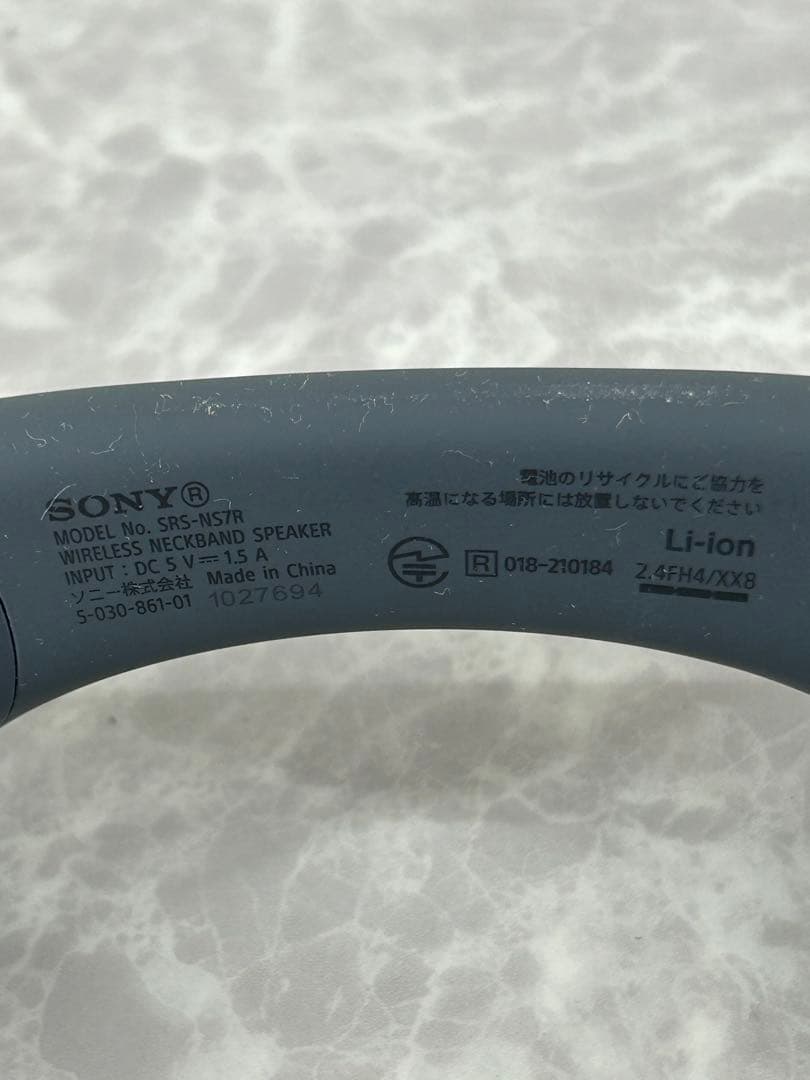 SONY®
MODEL No. SRS-NS7R
WIRELESS NECKBAND SPEAKER
INPUT : DC 5 V⎓ 1.5 A
ソニー株式会社 Made in China
5-030-861-01 1027694
電池のリサイクルにご協力を
高温になる場所には放置しないでください
R 018-210184
Li-ion
2.4FH4/XX8